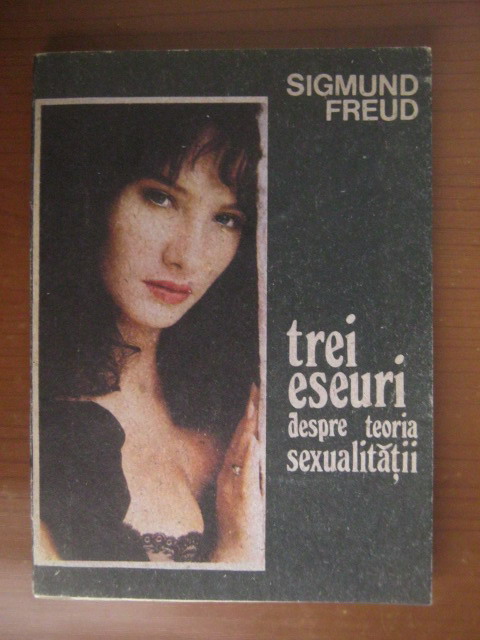 SIGMUND
FREUD
trei
eseuri
despre teoria
sexualității